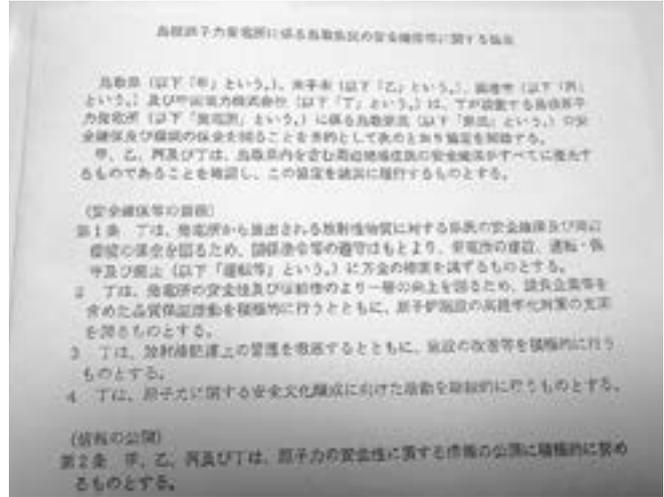 島根原子力発電所に係る鳥取県民の安全確保等に関する協定
鳥取県（以下「甲」という。）、米子市（以下「乙」という。）、境港市（以下「丙」
という。）及び中国電力株式会社（以下「丁」という。）は、丁が設置する島根原子
力発電所（以下「発電所」という。）に係る鳥取県民（以下「県民」という。）の安
全確保及び環境の保全を図ることを目的として次のとおり協定を締結する。
甲、乙、丙及び丁は、鳥取県内を含む周辺地域住民の安全確保がすべてに優先す
るものであることを確認し、この協定を誠実に履行するものとする。
（安全確保等の責務）
第1条　丁は、発電所から放出される放射性物質に対する県民の安全確保及び周辺
環境の保全を図るため、関係法令等の遵守はもとより、発電所の建設、運転・保
守及び廃止（以下「運転等」という。）に万全の措置を講ずるものとする。
2　丁は、発電所の安全性及び信頼性のより一層の向上を図るため、請負企業等を
含めた品質保証活動を積極的に行うとともに、原子炉施設の高経年化対策の充実
を図るものとする。
3　丁は、放射線防護上の管理を徹底するとともに、施設の改善等を積極的に行う
ものとする。
4　丁は、原子力に関する安全文化醸成に向けた活動を継続的に行うものとする。
（情報の公開）
第2条　甲、乙、丙及び丁は、原子力の安全性に関する情報の公開に積極的に努め
るものとする。